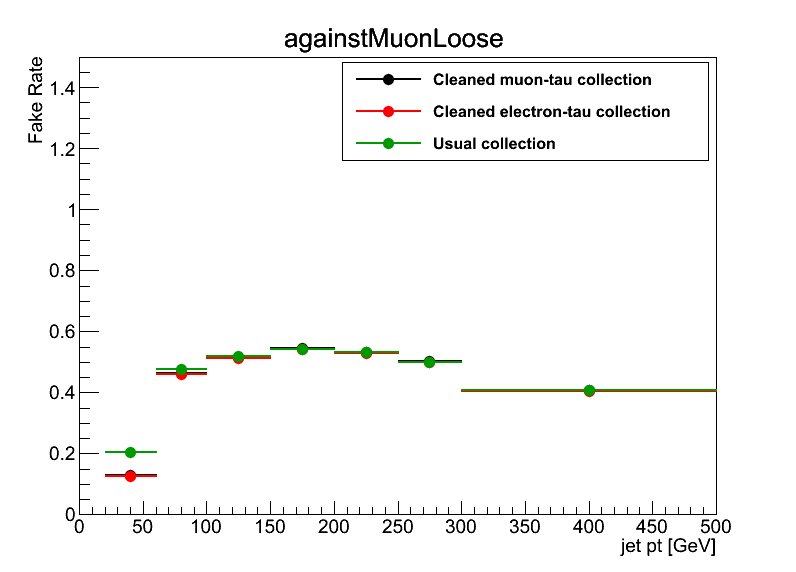 againstMuonLoose
Fake Rate
Cleaned muon-tau collection
Cleaned electron-tau collection
Usual collection
1.4
1.2
1
0.8
0.6
0.4
0.2
0
0 50 100 150 200 250 300 350 400 450 500
jet pt [GeV]